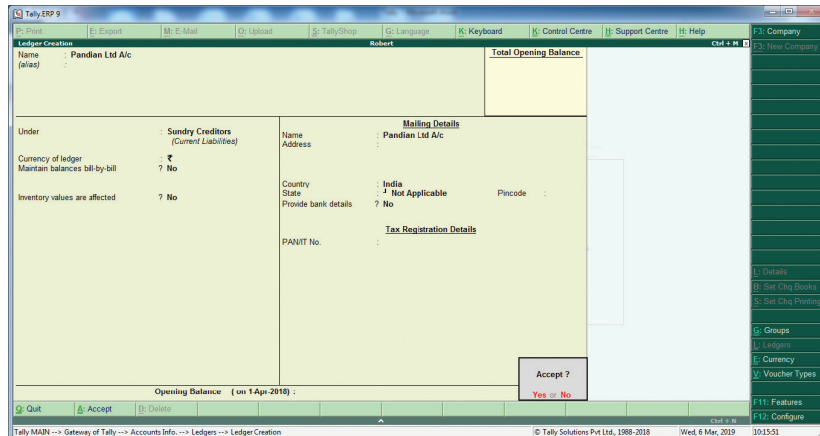 Tally.ERP 9
P: Print E: Export M: E-Mail O: Upload S: TallyShop G: Language K: Keyboard K: Control Centre H: Support Centre H: Help F3: Company
Ledger Creation Robert Ctrl + M F3: New Company
Name : Pandian Ltd A/c Total Opening Balance
(alias) :
Under : Sundry Creditors
(Current Liabilities)
Currency of ledger : ₹
Maintain balances bill-by-bill ? No
Inventory values are affected ? No
Mailing Details
Name : Pandian Ltd A/c
Address :
Country : India
State : ┘ Not Applicable Pincode :
Provide bank details ? No
Tax Registration Details
PAN/IT No. :
L: Details
B: Set Chq Books
S: Set Chq Printing
G: Groups
L: Ledgers
E: Currency
V: Voucher Types
F11: Features
F12: Configure
Accept ?
Yes or No
Opening Balance ( on 1-Apr-2018) :
Q: Quit A: Accept D: Delete
Ctrl + N
Tally MAIN --> Gateway of Tally --> Accounts Info. --> Ledgers --> Ledger Creation © Tally Solutions Pvt Ltd., 1988-2018 Wed, 6 Mar, 2019 10:15:51